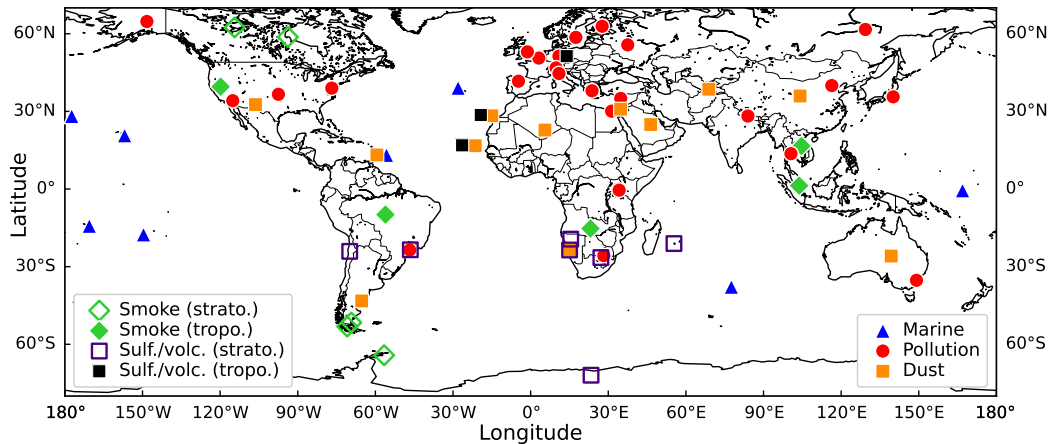 60°N
30°N
0°
30°S
60°S
Latitude
60°N
30°N
0°
30°S
60°S
Smoke (strato.)
Smoke (tropo.)
Sulf./volc. (strato.)
Sulf./volc. (tropo.)
Marine
Pollution
Dust
180° 150°W 120°W 90°W 60°W 30°W 0° 30°E 60°E 90°E 120°E 150°E 180°
Longitude